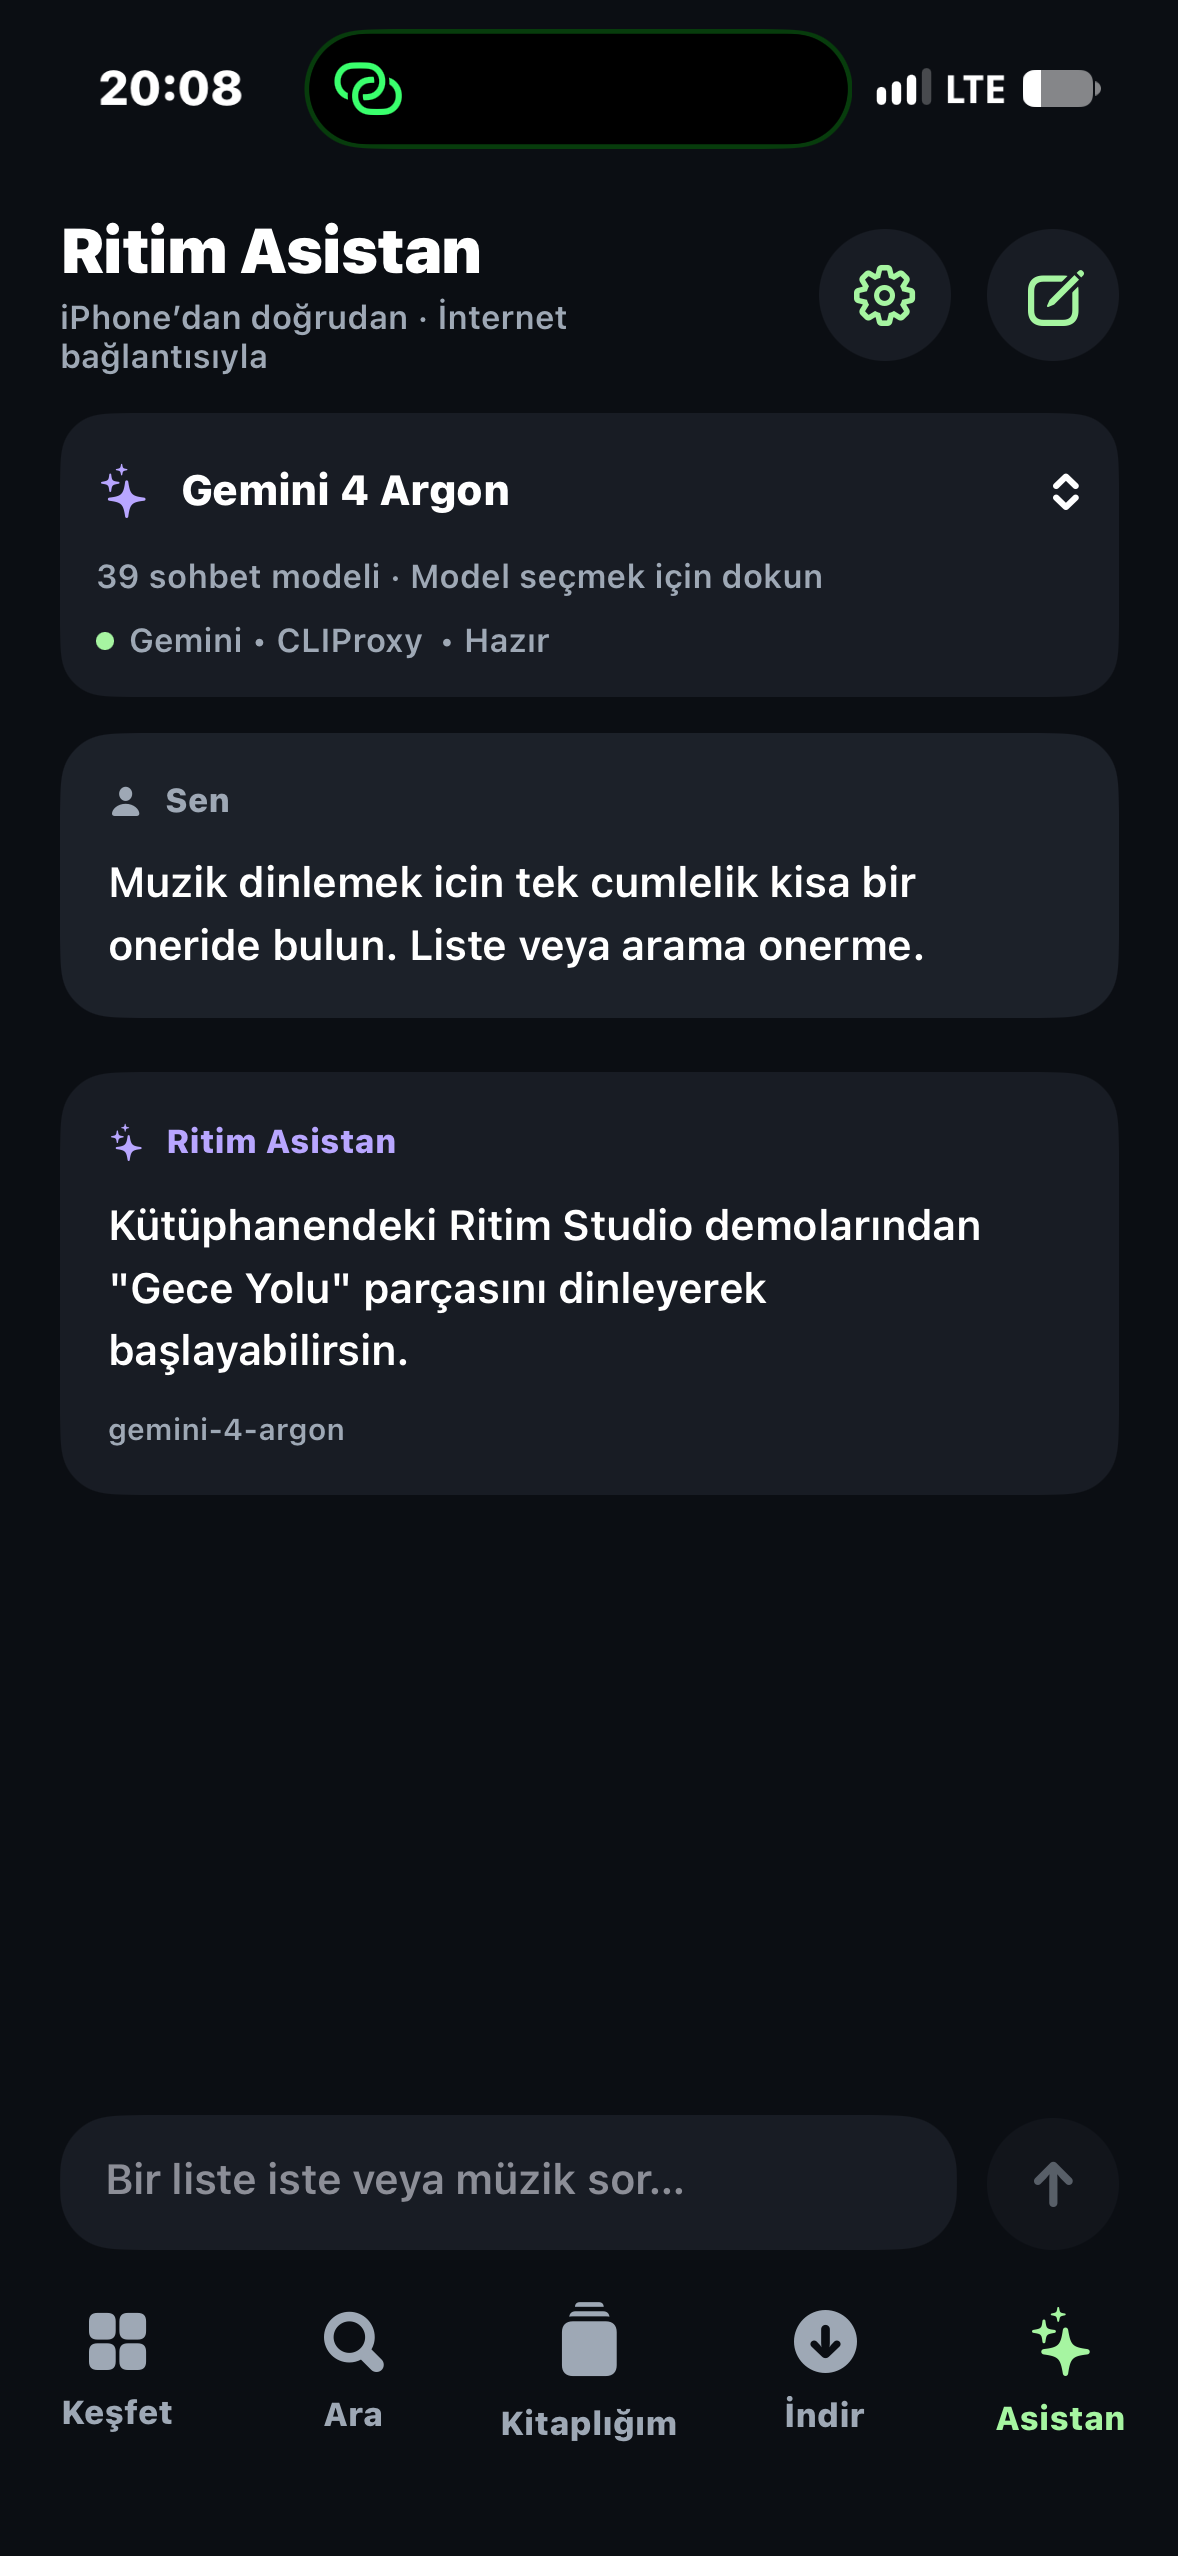 20:08
LTE
Ritim Asistan
iPhone’dan doğrudan · İnternet
bağlantısıyla
Gemini 4 Argon
39 sohbet modeli · Model seçmek için dokun
Gemini • CLIProxy • Hazır
Sen
Muzik dinlemek icin tek cumlelik kisa bir
oneride bulun. Liste veya arama onerme.
Ritim Asistan
Kütüphanendeki Ritim Studio demolarından
"Gece Yolu" parçasını dinleyerek
başlayabilirsin.
gemini-4-argon
Bir liste iste veya müzik sor...
Keşfet
Ara
Kitaplığım
İndir
Asistan